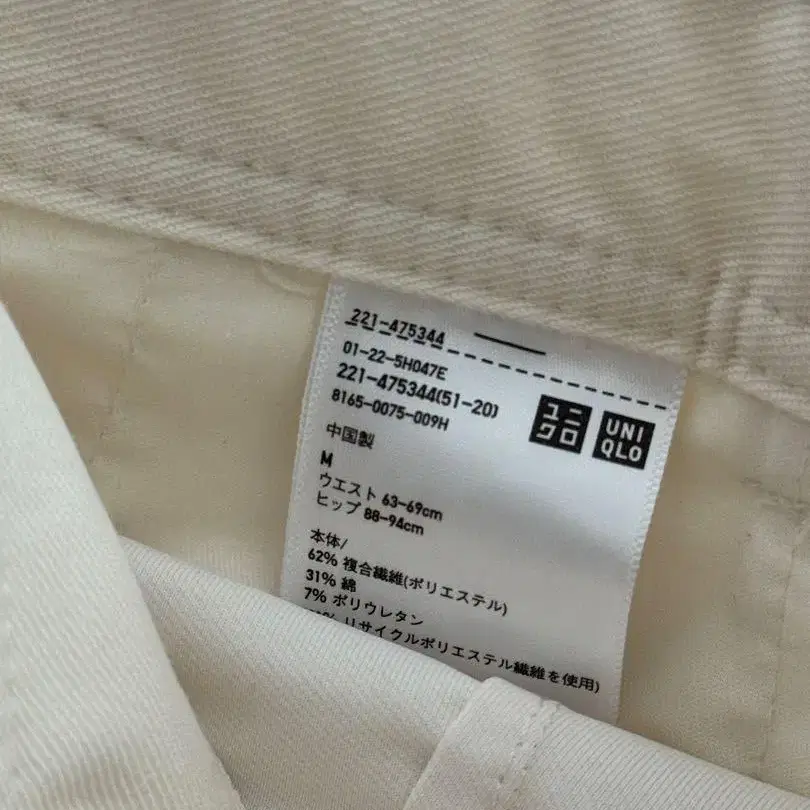 221-475344
01-22-5H047E
221-475344(51-20)
8165-0075-009H
ユニクロ
UNIQLO
中国製
M
ウエスト 63-69cm
ヒップ 88-94cm
本体/
62% 複合繊維(ポリエステル)
31% 綿
7% ポリウレタン
リサイクルポリエステル繊維を使用)